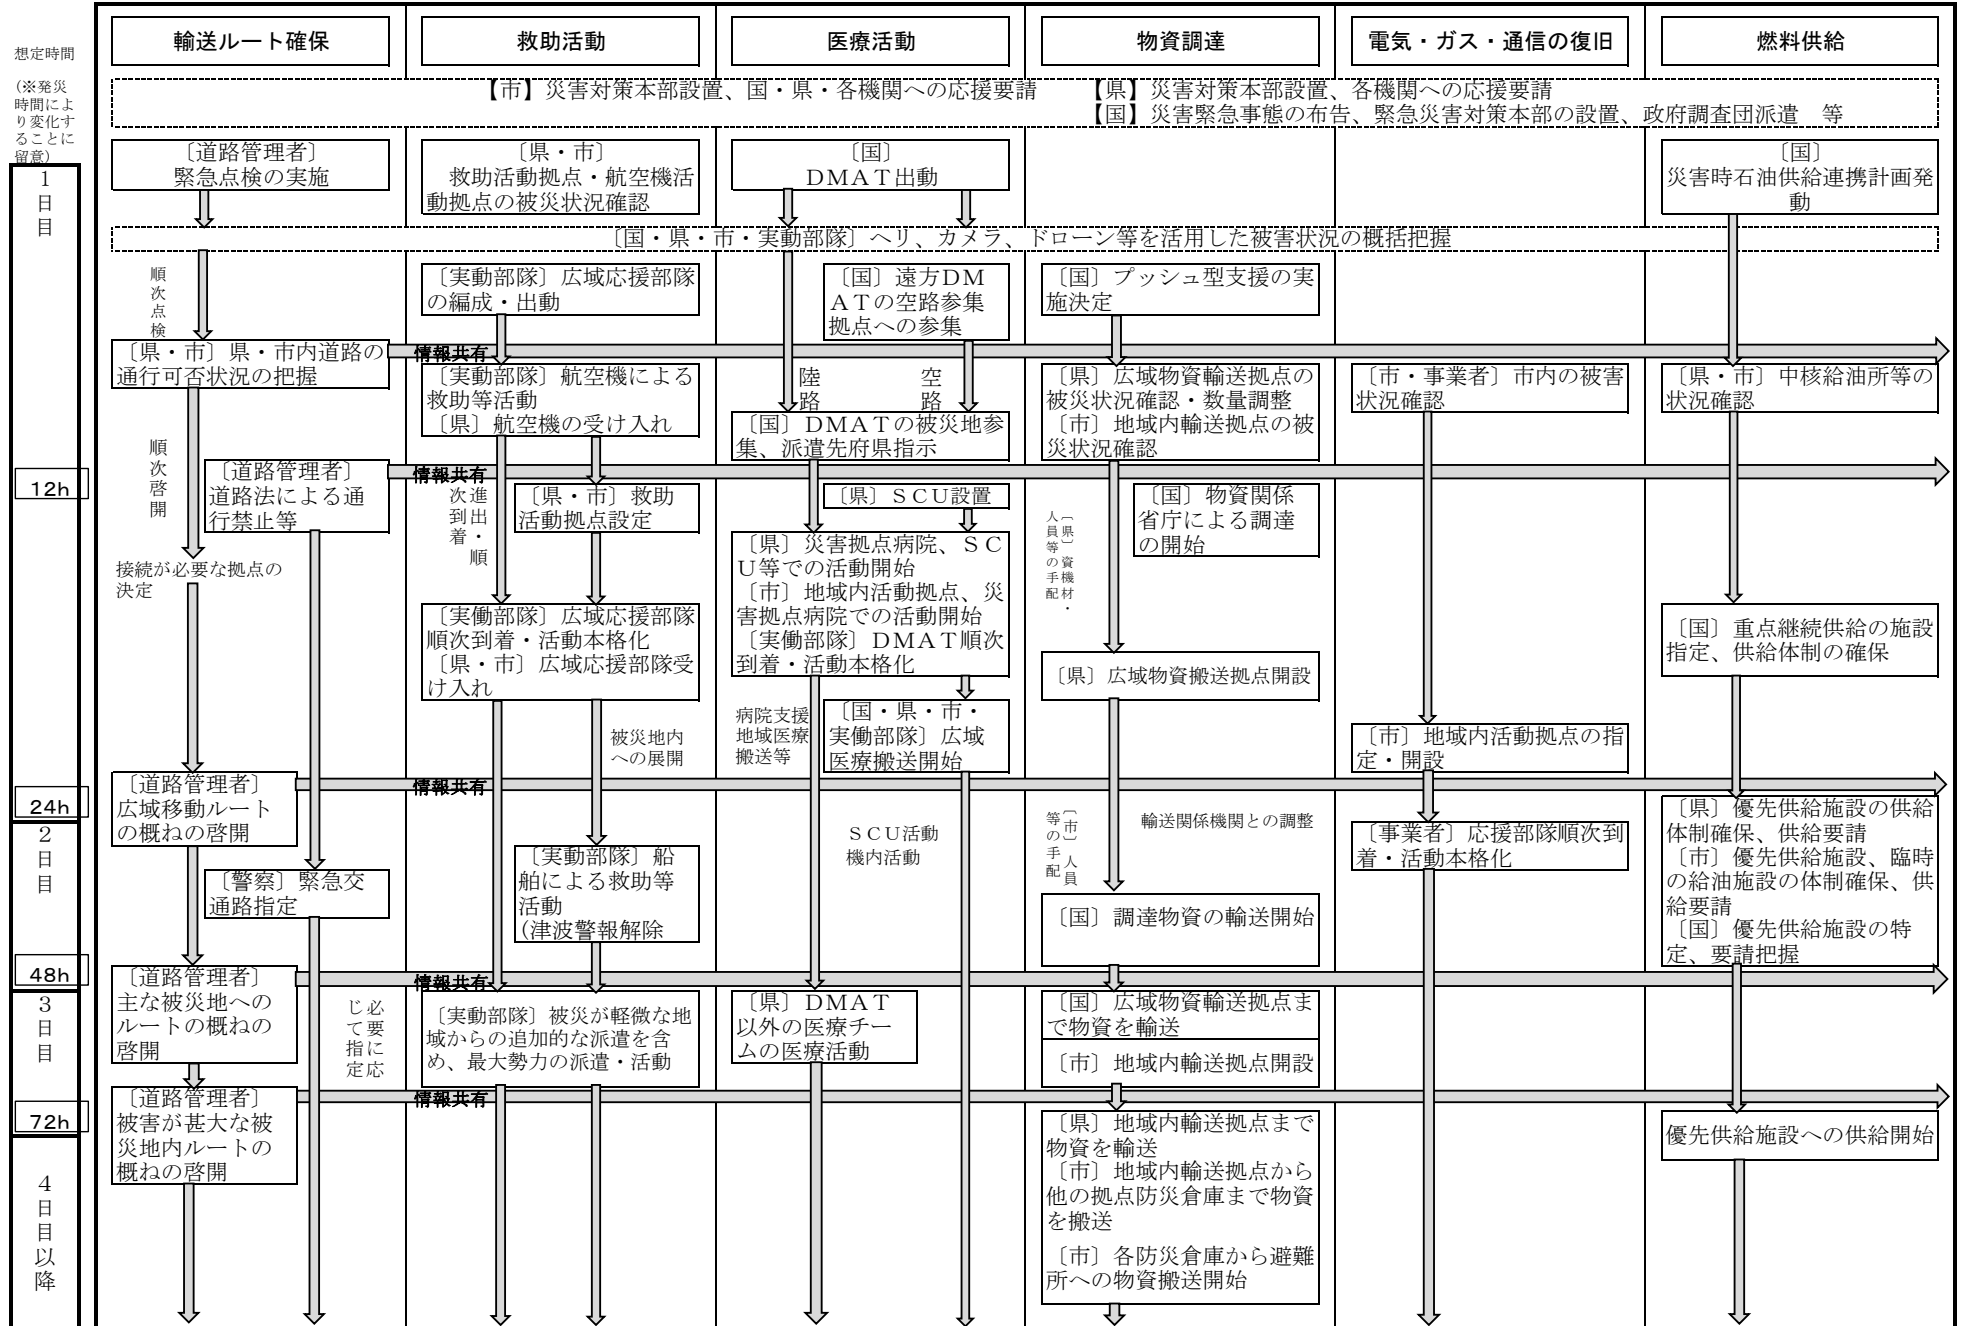 輸送ルート確保
救助活動
医療活動
物資調達
電気・ガス・通信の復旧
燃料供給
想定時間
(※発災
時間によ
り変化す
ることに
留意)
【市】災害対策本部設置、国・県・各機関への応援要請
【県】災害対策本部設置、各機関への応援要請
【国】災害緊急事態の布告、緊急災害対策本部の設置、政府調査団派遣　等
1日目
12h
24h
2日目
48h
3日目
72h
4日目以降
〔道路管理者〕
緊急点検の実施
〔県・市〕
救助活動拠点・航空機活
動拠点の被災状況確認
〔国〕
DMAT出動
〔国〕
災害時石油供給連携計画発
動
〔国・県・市・実動部隊〕ヘリ、カメラ、ドローン等を活用した被害状況の概括把握
順次点検
〔県・市〕県・市内道路の
通行可否状況の把握
情報共有
順次啓開
〔道路管理者〕
道路法による通
行禁止等
情報共有
接続が必要な拠点の
決定
〔道路管理者〕
広域移動ルート
の概ねの啓開
情報共有
〔警察〕緊急交
通路指定
〔道路管理者〕
主な被災地への
ルートの概ねの
啓開
情報共有
必要に応
じて指定
〔道路管理者〕
被害が甚大な被
災地内ルートの
概ねの啓開
情報共有
〔実動部隊〕広域応援部隊
の編成・出動
〔実動部隊〕航空機による
救助等活動
〔県〕航空機の受け入れ
進出・順
次到着
〔県・市〕救助
活動拠点設定
〔実働部隊〕広域応援部隊
順次到着・活動本格化
〔県・市〕広域応援部隊受
け入れ
被災地内
への展開
〔実動部隊〕船
舶による救助等
活動
(津波警報解除
〔実動部隊〕被災が軽微な地
域からの追加的な派遣を含
め、最大勢力の派遣・活動
〔国〕遠方DM
ATの空路参集
拠点への参集
陸路
空路
〔国〕DMATの被災地参
集、派遣先府県指示
〔県〕SCU設置
〔県〕災害拠点病院、SC
U等での活動開始
〔市〕地域内活動拠点、災
害拠点病院での活動開始
〔実働部隊〕DMAT順次
到着・活動本格化
病院支援
地域医療
搬送等
〔国・県・市・
実働部隊〕広域
医療搬送開始
SCU活動
機内活動
〔県〕DMAT
以外の医療チー
ムの医療活動
〔国〕プッシュ型支援の実
施決定
〔県〕広域物資輸送拠点の
被災状況確認・数量調整
〔市〕地域内輸送拠点の被
災状況確認
〔県〕資機材・
人員等の手配
〔国〕物資関係
省庁による調達
の開始
〔県〕広域物資搬送拠点開設
〔市〕人員
等の手配
輸送関係機関との調整
〔国〕調達物資の輸送開始
〔国〕広域物資輸送拠点ま
で物資を輸送
〔市〕地域内輸送拠点開設
〔県〕地域内輸送拠点まで
物資を輸送
〔市〕地域内輸送拠点から
他の拠点防災倉庫まで物資
を搬送
〔市〕各防災倉庫から避難
所への物資搬送開始
〔市・事業者〕市内の被害
状況確認
〔市〕地域内活動拠点の指
定・開設
〔事業者〕応援部隊順次到
着・活動本格化
〔県・市〕中核給油所等の
状況確認
〔国〕重点継続供給の施設
指定、供給体制の確保
〔県〕優先供給施設の供給
体制確保、供給要請
〔市〕優先供給施設、臨時
の給油施設の体制確保、供
給要請
〔国〕優先供給施設の特
定、要請把握
優先供給施設への供給開始